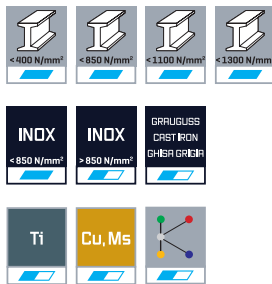 <400 N/mm² <850 N/mm² <1100 N/mm² <1300 N/mm²
INOX INOX GRAUGUSS
CAST IRON
GHISA GRIGIA
<850 N/mm² >850 N/mm²
Ti Cu, Ms